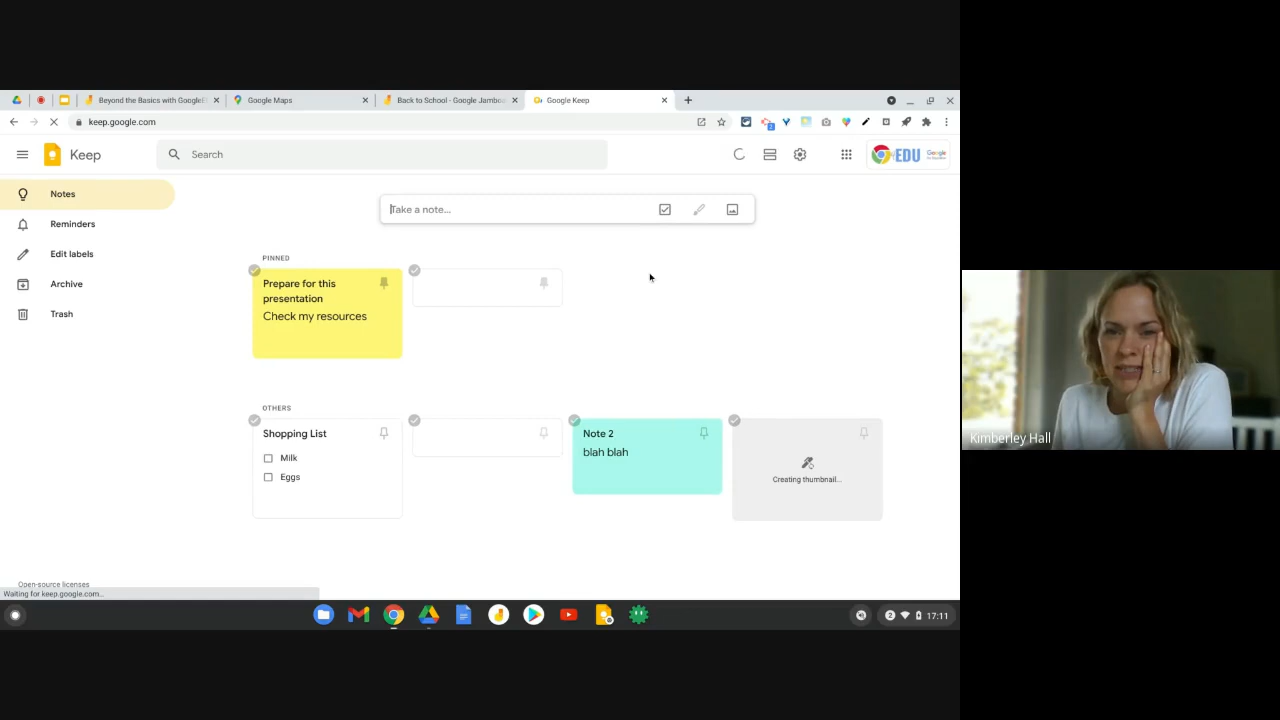 Beyond the Basics with Google
Google Maps
Back to School - Google Jamboa
Google Keep
keep.google.com
Keep
Search
EDU
Google
Notes
Reminders
Edit labels
Archive
Trash
Take a note...
PINNED
Prepare for this
presentation
Check my resources
OTHERS
Shopping List
Milk
Eggs
Note 2
blah blah
Creating thumbnail...
Kimberley Hall
Open-source licenses
Waiting for keep.google.com...
2
17:11